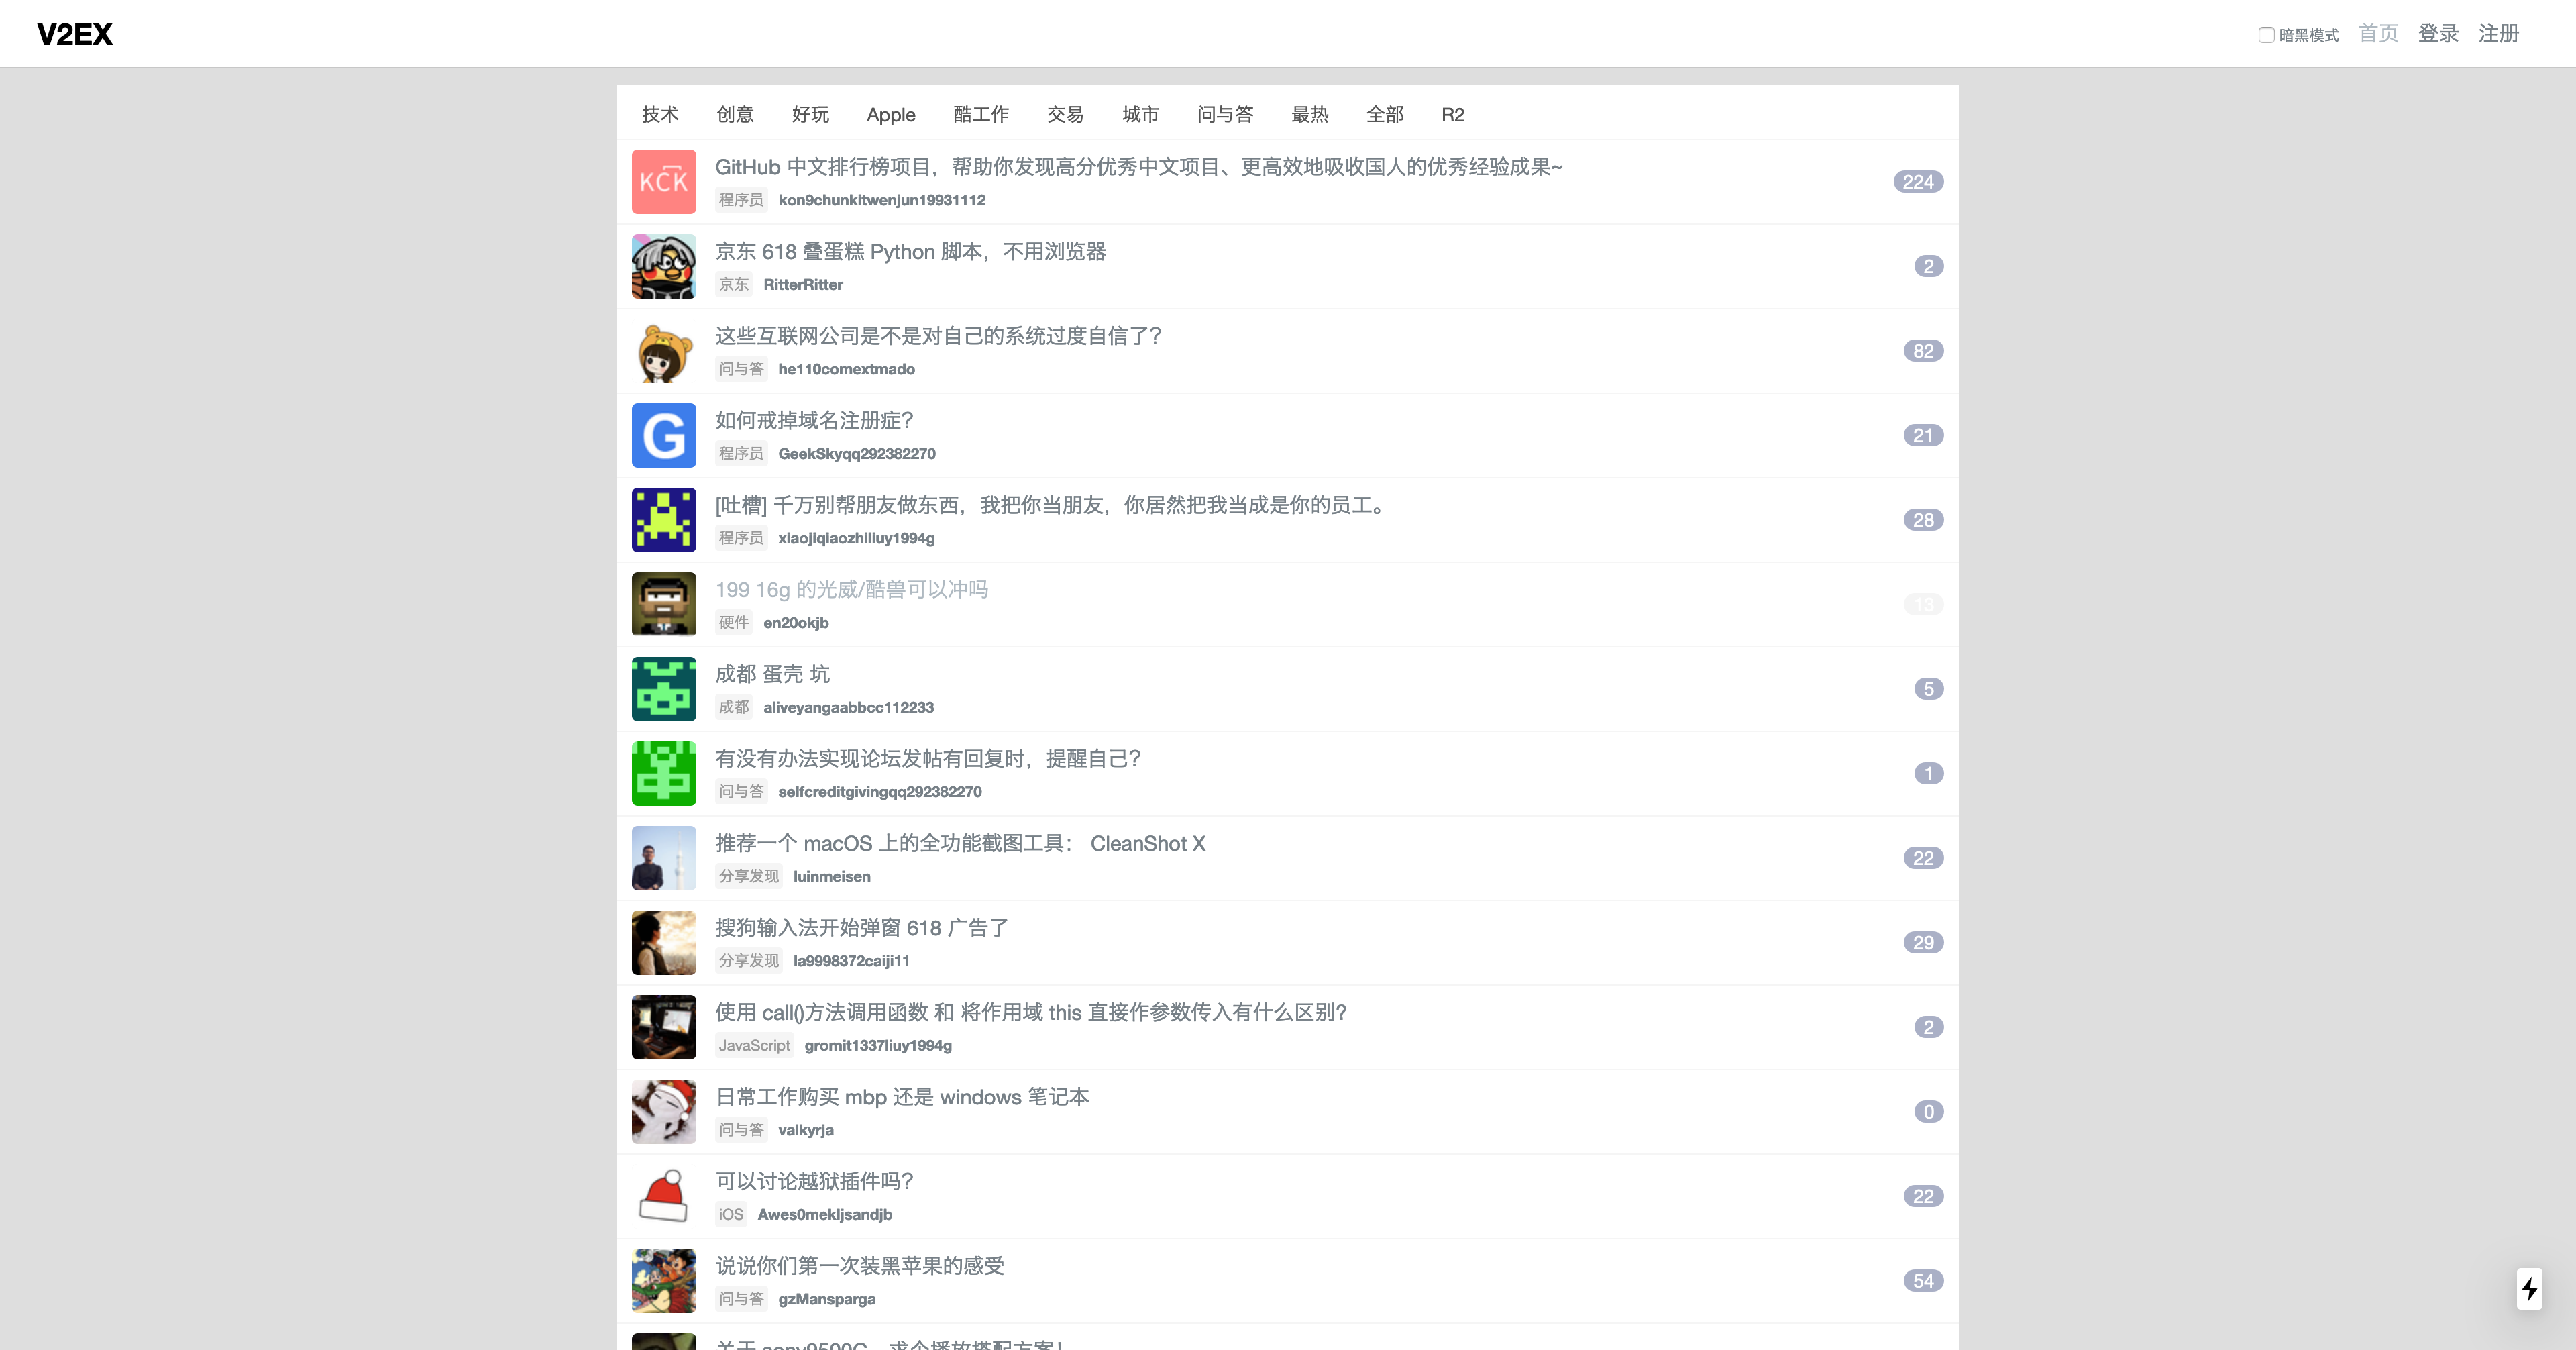 V2EX
暗黑模式 首页 登录 注册
技术 创意 好玩 Apple 酷工作 交易 城市 问与答 最热 全部 R2
KCK
GitHub 中文排行榜项目，帮助你发现高分优秀中文项目、更高效地吸收国人的优秀经验成果~
224
程序员 kon9chunkitwenjun19931112
京东 618 叠蛋糕 Python 脚本，不用浏览器
2
京东 RitterRitter
这些互联网公司是不是对自己的系统过度自信了？
82
问与答 he110comextmado
G
如何戒掉域名注册症？
21
程序员 GeekSkyqq292382270
[吐槽] 千万别帮朋友做东西，我把你当朋友，你居然把我当成是你的员工。
28
程序员 xiaojiqiaozhiliuy1994g
199 16g 的光威/酷兽可以冲吗
13
硬件 en20okjb
成都 蛋壳 坑
5
成都 aliveyangaabbcc112233
有没有办法实现论坛发帖有回复时，提醒自己？
1
问与答 selfcreditgivingqq292382270
推荐一个 macOS 上的全功能截图工具： CleanShot X
22
分享发现 luinmeisen
搜狗输入法开始弹窗 618 广告了
29
分享发现 la9998372caiji11
使用 call()方法调用函数 和 将作用域 this 直接作参数传入有什么区别?
2
JavaScript gromit1337liuy1994g
日常工作购买 mbp 还是 windows 笔记本
0
问与答 valkyrja
可以讨论越狱插件吗？
22
iOS Awes0mekljsandjb
说说你们第一次装黑苹果的感受
54
问与答 gzMansparga
关于 sony9500G，求个播放搭配方案！